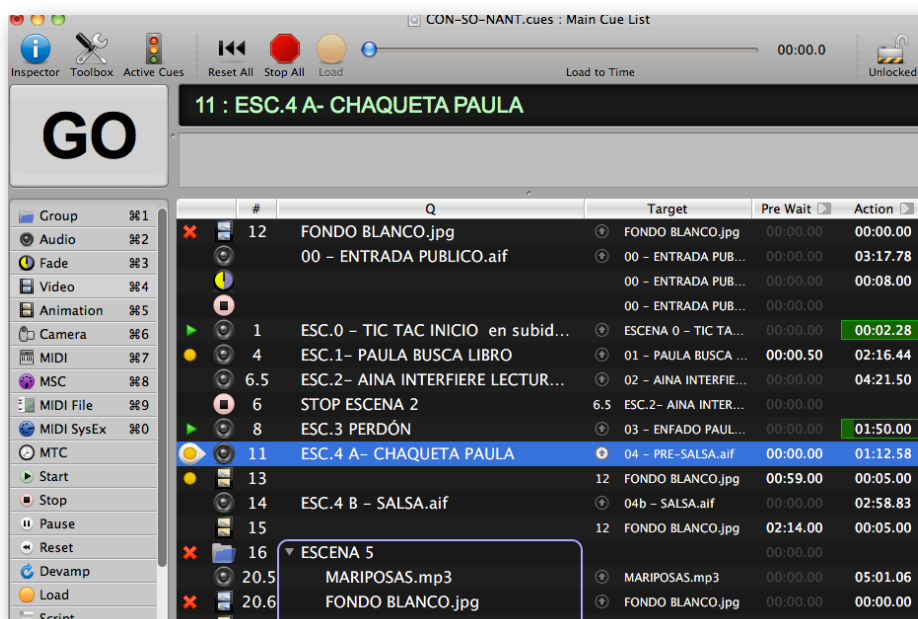 CON-SO-NANT.cues : Main Cue List
00:00.0
Inspector Toolbox Active Cues Reset All Stop All Load Load to Time Unlocked
GO
11 : ESC.4 A- CHAQUETA PAULA
Group ⌘1
Audio ⌘2
Fade ⌘3
Video ⌘4
Animation ⌘5
Camera ⌘6
MIDI ⌘7
MSC ⌘8
MIDI File ⌘9
MIDI SysEx ⌘0
MTC
Start
Stop
Pause
Reset
Devamp
Load
Script
# Q Target Pre Wait Action
12 FONDO BLANCO.jpg FONDO BLANCO.jpg 00:00.00 00:00.00
00 - ENTRADA PUBLICO.aif 00 - ENTRADA PUB... 00:00.00 03:17.78
00 - ENTRADA PUB... 00:00.00 00:08.00
00 - ENTRADA PUB... 00:00.00
1 ESC.0 - TIC TAC INICIO en subid... ESCENA 0 - TIC TA... 00:00.00 00:02.28
4 ESC.1- PAULA BUSCA LIBRO 01 - PAULA BUSCA ... 00:00.50 02:16.44
6.5 ESC.2- AINA INTERFIERE LECTUR... 02 - AINA INTERFIE... 00:00.00 04:21.50
6 STOP ESCENA 2 6.5 ESC.2- AINA INTER... 00:00.00
8 ESC.3 PERDÓN 03 - ENFADO PAUL... 00:00.00 01:50.00
11 ESC.4 A- CHAQUETA PAULA 04 - PRE-SALSA.aif 00:00.00 01:12.58
13 12 FONDO BLANCO.jpg 00:59.00 00:05.00
14 ESC.4 B - SALSA.aif 04b - SALSA.aif 00:00.00 02:58.83
15 12 FONDO BLANCO.jpg 02:14.00 00:05.00
16 ESCENA 5 00:00.00
20.5 MARIPOSAS.mp3 MARIPOSAS.mp3 00:00.00 05:01.06
20.6 FONDO BLANCO.jpg FONDO BLANCO.jpg 00:00.00 00:00.00